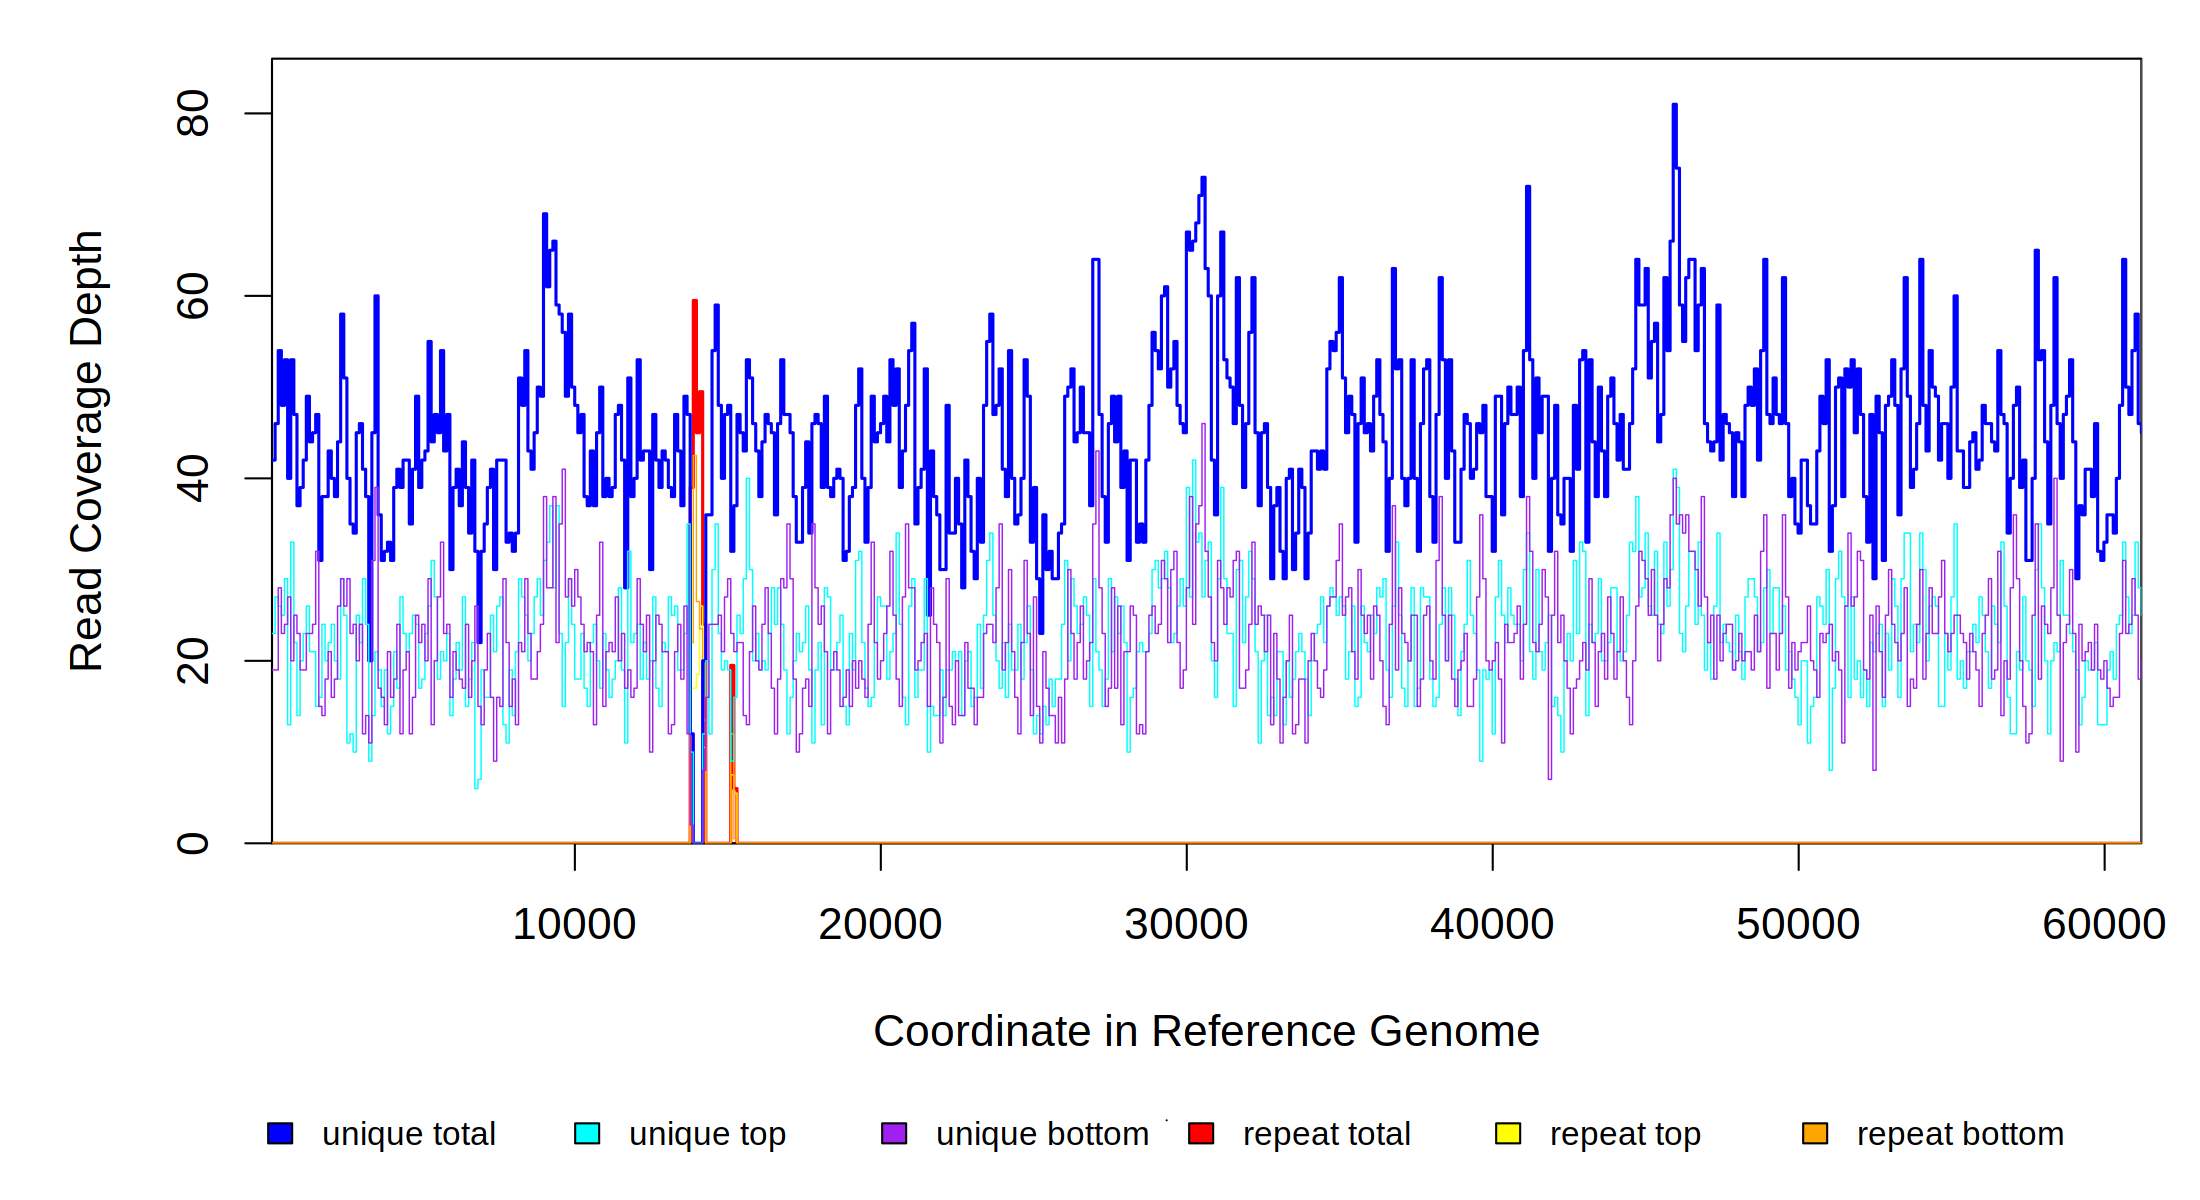 80
60
40
20
0
Read Coverage Depth
10000 20000 30000 40000 50000 60000
Coordinate in Reference Genome
unique total unique top unique bottom repeat total repeat top repeat bottom